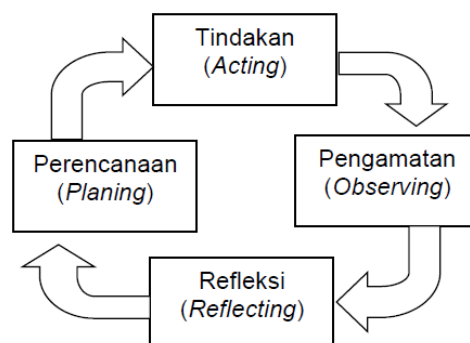 Tindakan
(Acting)
Perencanaan
(Planing)
Pengamatan
(Observing)
Refleksi
(Reflecting)